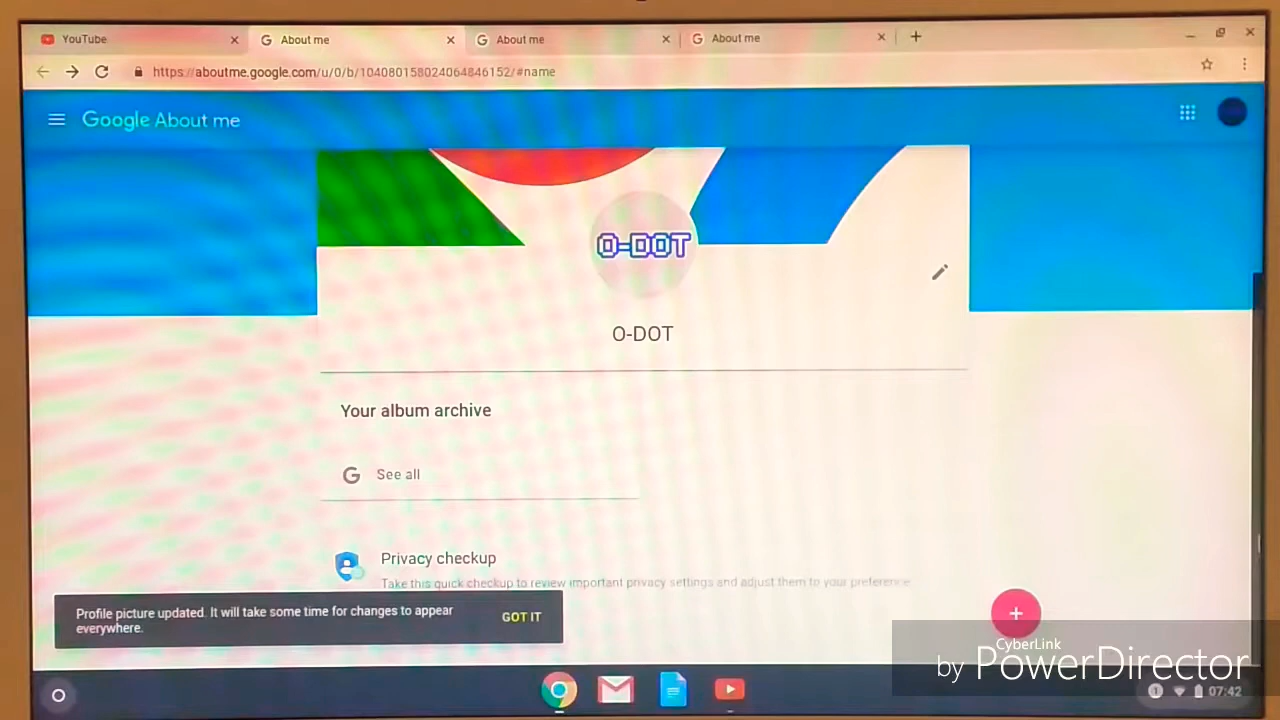 YouTube
About me
About me
About me
https://aboutme.google.com/u/0/b/104080158024064846152/#name
Google About me
O-DOT
O-DOT
Your album archive
See all
Privacy checkup
Take this quick checkup to review important privacy settings and adjust them to your preference
Profile picture updated. It will take some time for changes to appear
everywhere.
GOT IT
CyberLink
by PowerDirector
1
07:42